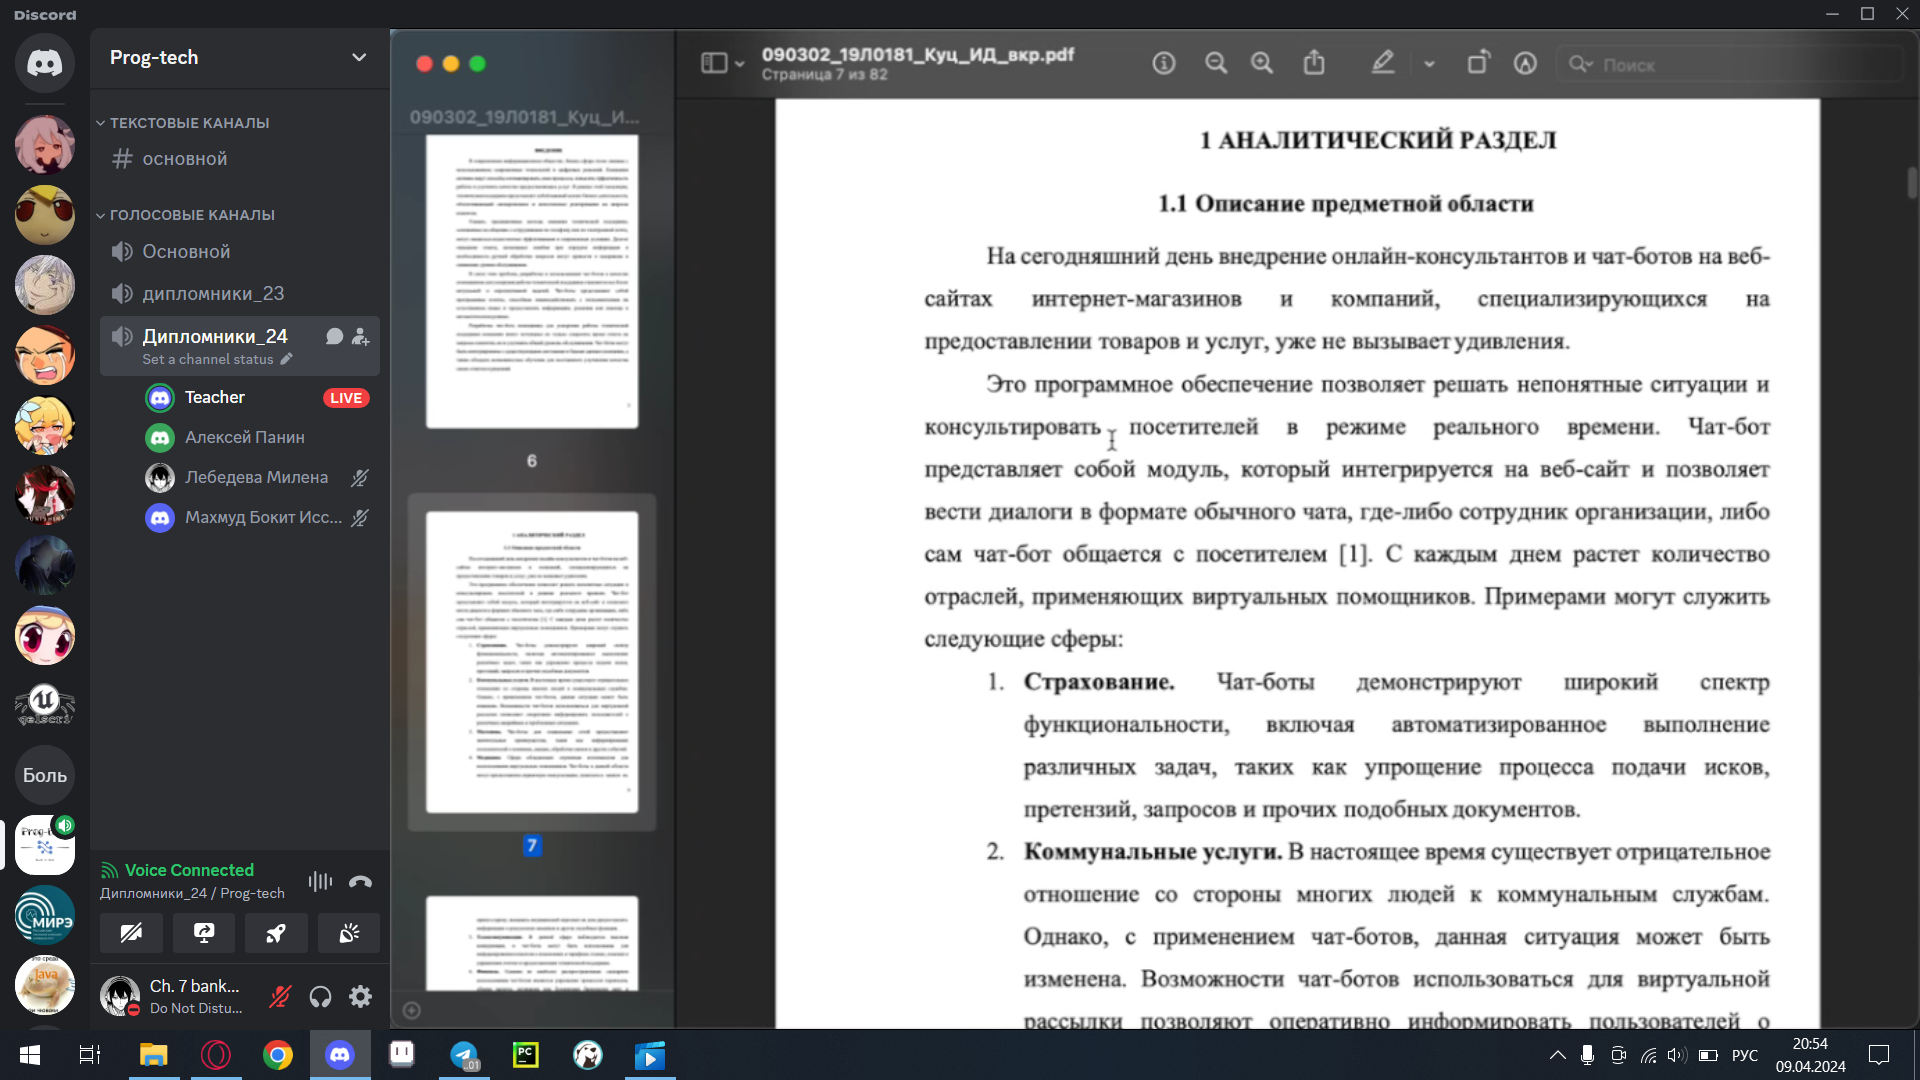 Discord
Prog-tech
ТЕКСТОВЫЕ КАНАЛЫ
основной
ГОЛОСОВЫЕ КАНАЛЫ
Основной
дипломники_23
Дипломники_24
Set a channel status
Teacher
LIVE
Алексей Панин
Лебедева Милена
Махмуд Бокит Исс...
Боль
Prog-t
МИРЭ
Java
Voice Connected
Дипломники_24 / Prog-tech
Ch. 7 bank...
Do Not Distu...
090302_19Л0181_Куц_И...
6
7
090302_19Л0181_Куц_ИД_вкр.pdf
Страница 7 из 82
Поиск
1 АНАЛИТИЧЕСКИЙ РАЗДЕЛ
1.1 Описание предметной области
На сегодняшний день внедрение онлайн-консультантов и чат-ботов на веб-
сайтах интернет-магазинов и компаний, специализирующихся на
предоставлении товаров и услуг, уже не вызывает удивления.
Это программное обеспечение позволяет решать непонятные ситуации и
консультировать посетителей в режиме реального времени. Чат-бот
представляет собой модуль, который интегрируется на веб-сайт и позволяет
вести диалоги в формате обычного чата, где-либо сотрудник организации, либо
сам чат-бот общается с посетителем [1]. С каждым днем растет количество
отраслей, применяющих виртуальных помощников. Примерами могут служить
следующие сферы:
1. Страхование. Чат-боты демонстрируют широкий спектр
функциональности, включая автоматизированное выполнение
различных задач, таких как упрощение процесса подачи исков,
претензий, запросов и прочих подобных документов.
2. Коммунальные услуги. В настоящее время существует отрицательное
отношение со стороны многих людей к коммунальным службам.
Однако, с применением чат-ботов, данная ситуация может быть
изменена. Возможности чат-ботов использоваться для виртуальной
рассылки позволяют оперативно информировать пользователей о
PC
01
РУС
20:54
09.04.2024